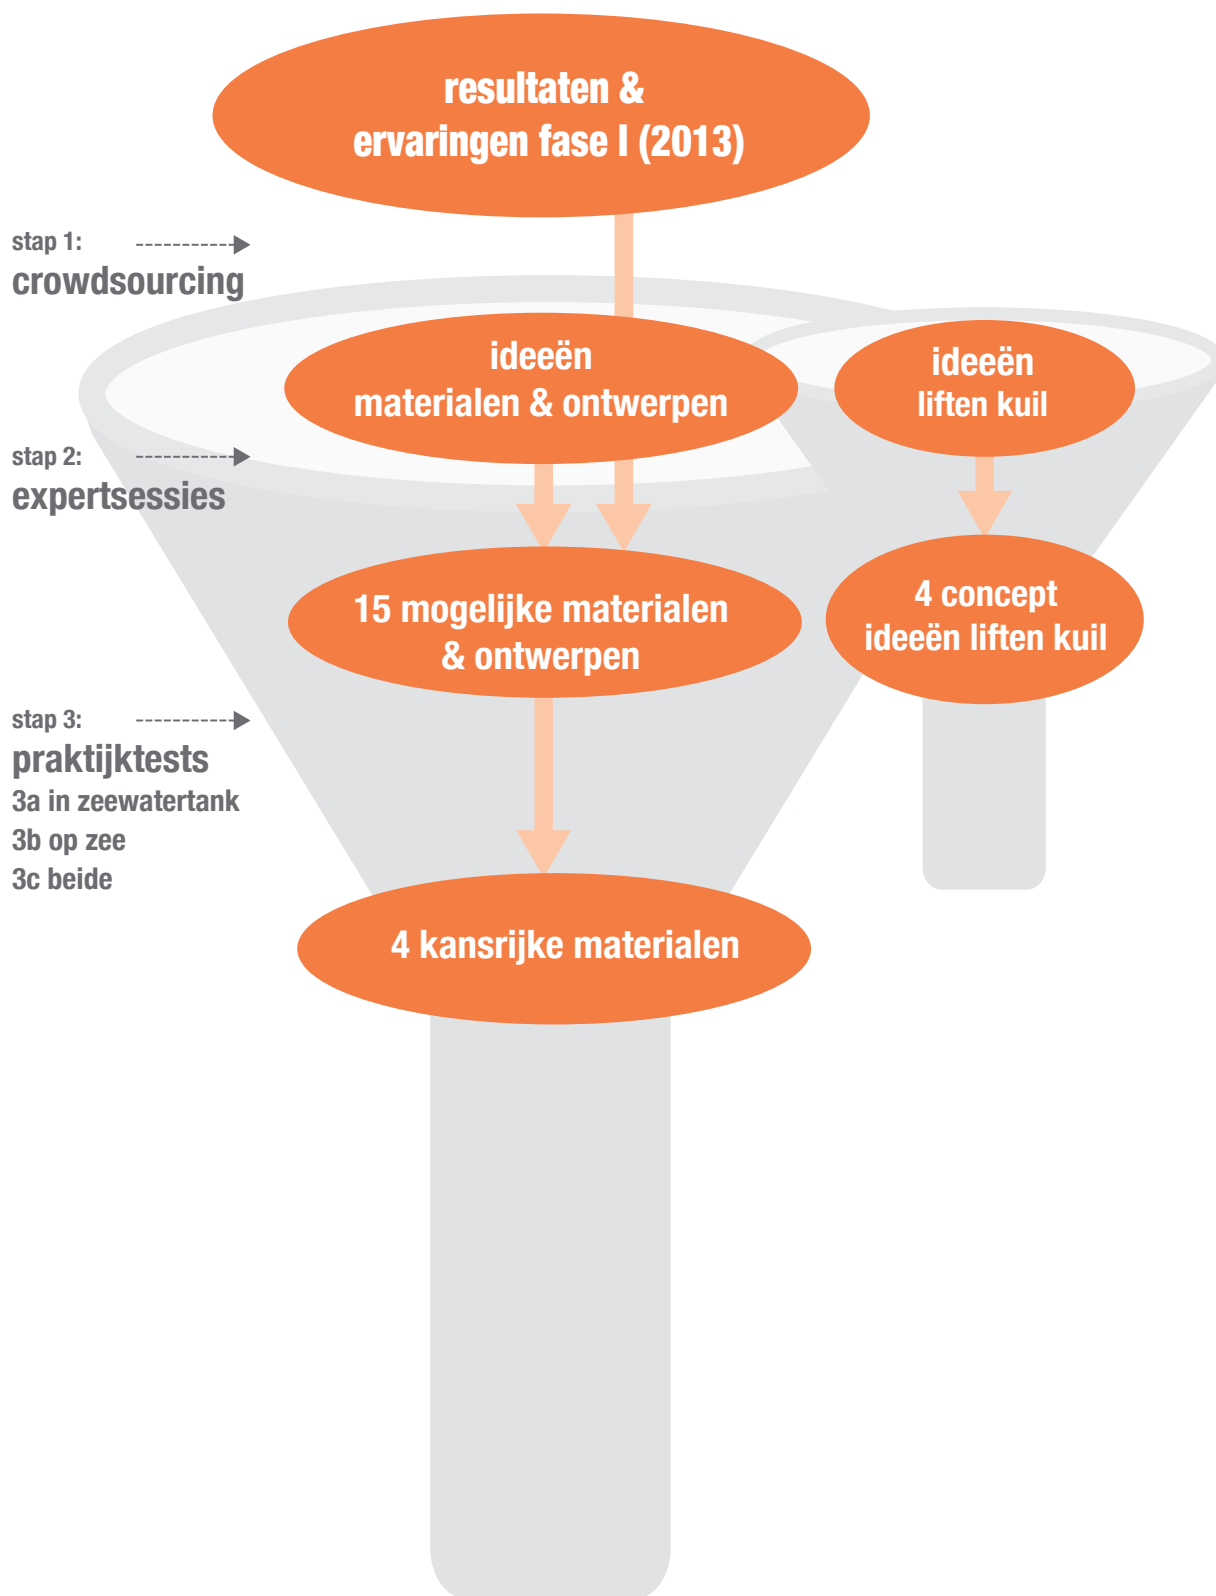 resultaten &
ervaringen fase I (2013)
stap 1:
crowdsourcing
ideeën
materialen & ontwerpen
ideeën
liften kuil
stap 2:
expertsessies
15 mogelijke materialen
& ontwerpen
4 concept
ideeën liften kuil
stap 3:
praktijktests
3a in zeewatertank
3b op zee
3c beide
4 kansrijke materialen